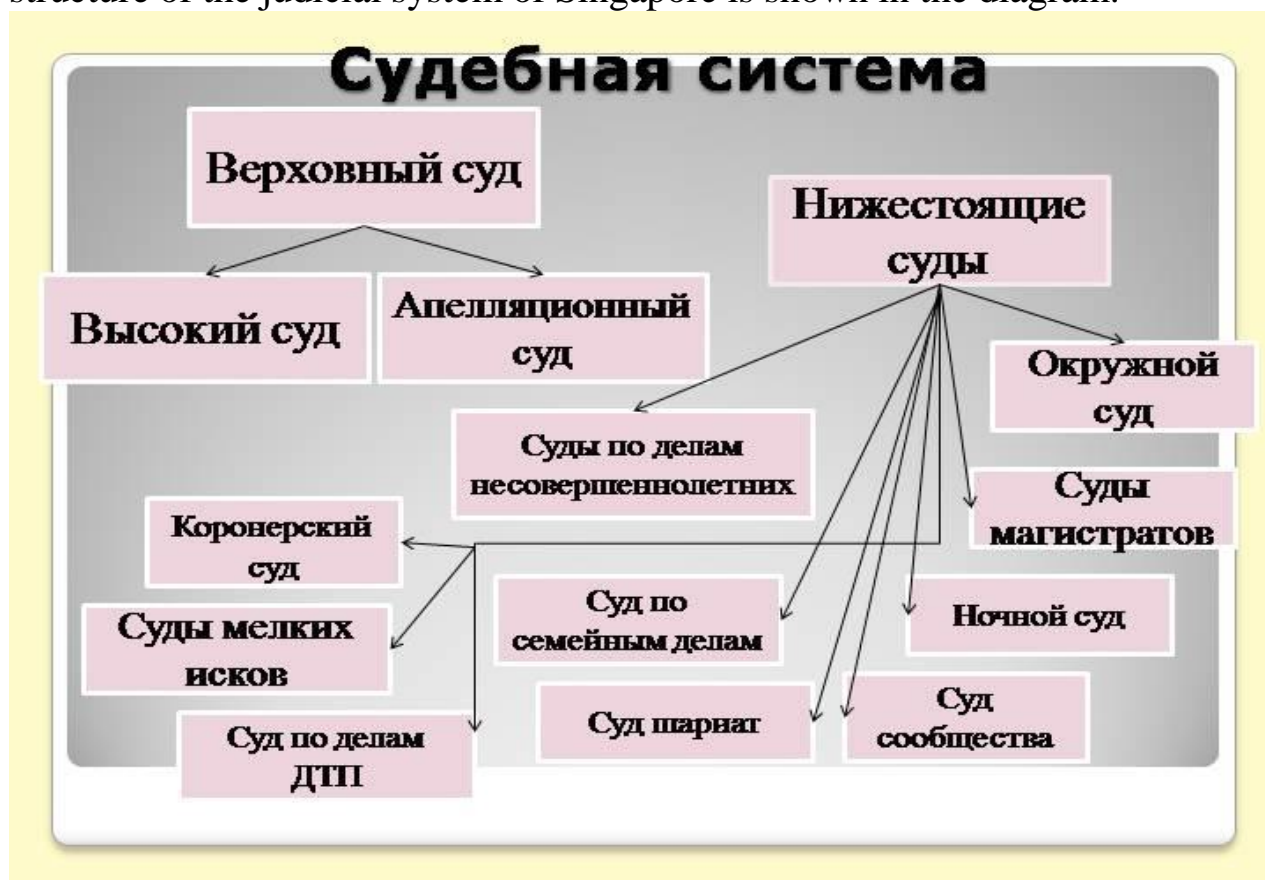 structure of the judicial system of Singapore is shown in the diagram.
Судебная система
Верховный суд
Нижестоящие
суды
Высокий суд
Апелляционный
суд
Окружной
суд
Суды по делам
несовершеннолетних
Суды
магистратов
Коронерский
суд
Суд по
семейным делам
Ночной суд
Суды мелких
исков
Суд шариат
Суд
сообщества
Суд по делам
ДТП